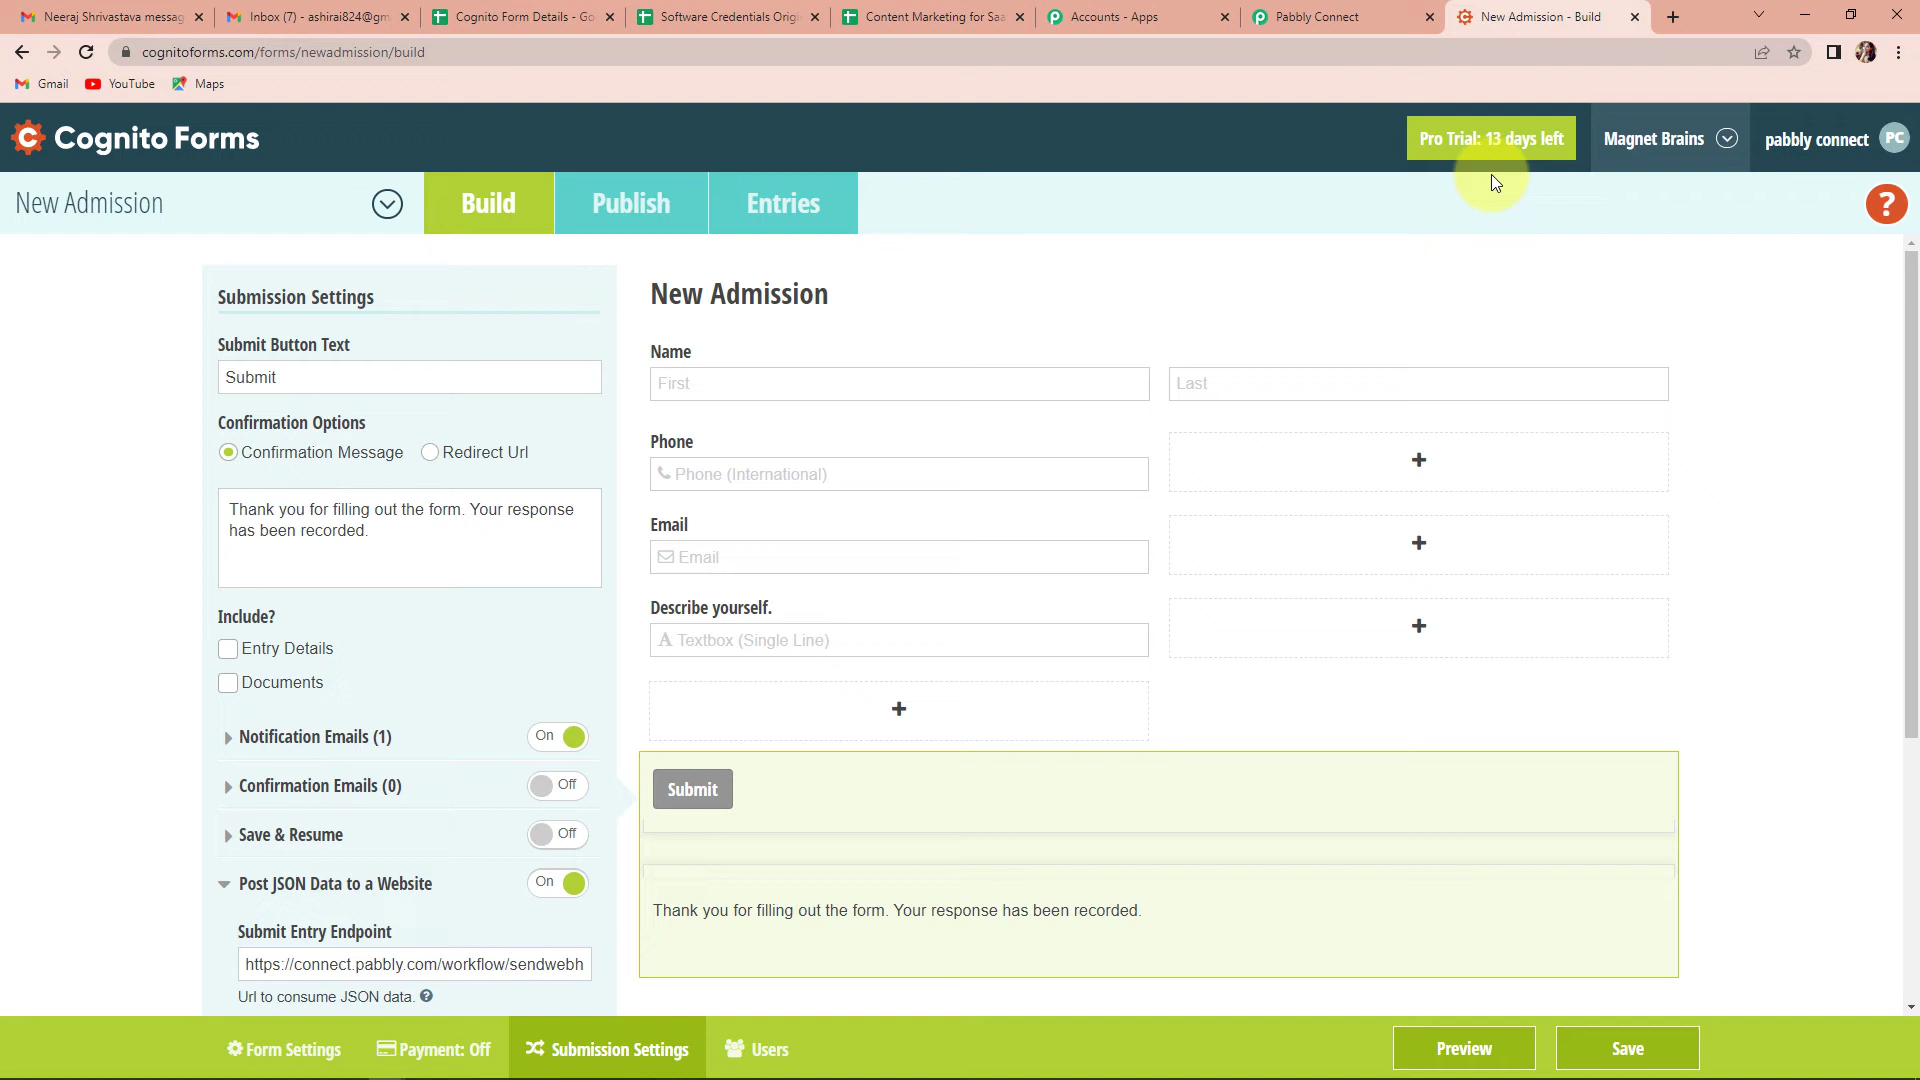 Neeraj Shrivastava messag
Inbox (7) - ashirai824@gm
Cognito Form Details - Go
Software Credentials Origi
Content Marketing for Saa
Accounts - Apps
Pabbly Connect
New Admission - Build
cognitoforms.com/forms/newadmission/build
Gmail
YouTube
Maps
C Cognito Forms
Pro Trial: 13 days left
Magnet Brains
pabbly connect
PC
New Admission
Build
Publish
Entries
?
Submission Settings
Submit Button Text
Submit
Confirmation Options
Confirmation Message
Redirect Url
Thank you for filling out the form. Your response
has been recorded.
Include?
Entry Details
Documents
Notification Emails (1)
On
Confirmation Emails (0)
Off
Save & Resume
Off
Post JSON Data to a Website
On
Submit Entry Endpoint
https://connect.pabbly.com/workflow/sendwebh
Url to consume JSON data. ?
New Admission
Name
First
Last
Phone
Phone (International)
Email
Email
Describe yourself.
A Textbox (Single Line)
Submit
Thank you for filling out the form. Your response has been recorded.
Form Settings
Payment: Off
Submission Settings
Users
Preview
Save